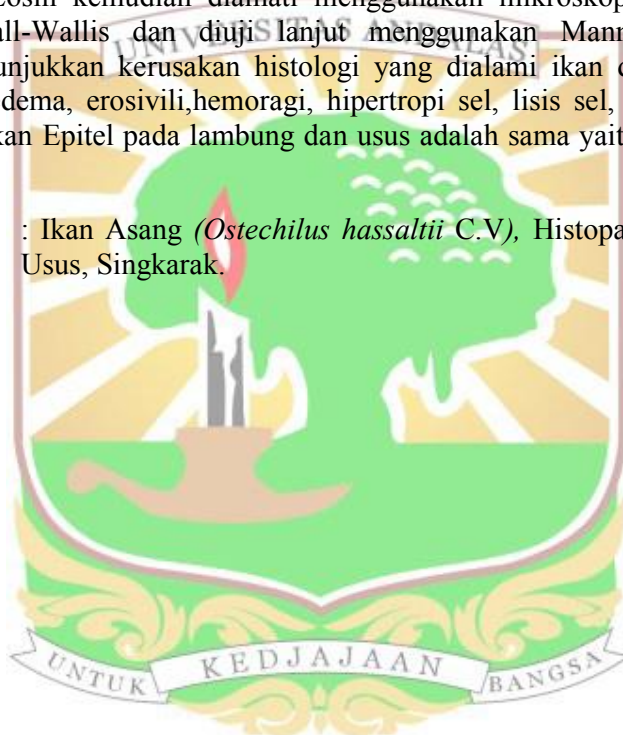 Eosin kemudian diamati menggunakan mikroskop
all-Wallis dan diuji lanjut menggunakan Mann
unjukkan kerusakan histologi yang dialami ikan
dema, erosivili,hemoragi, hipertropi sel, lisis sel,
kan Epitel pada lambung dan usus adalah sama yait
: Ikan Asang (Ostechilus hassaltii C.V), Histopa
Usus, Singkarak.
UNIVERSITAS ANDALAS
UNTUK KEDJAJAAN BANGSA